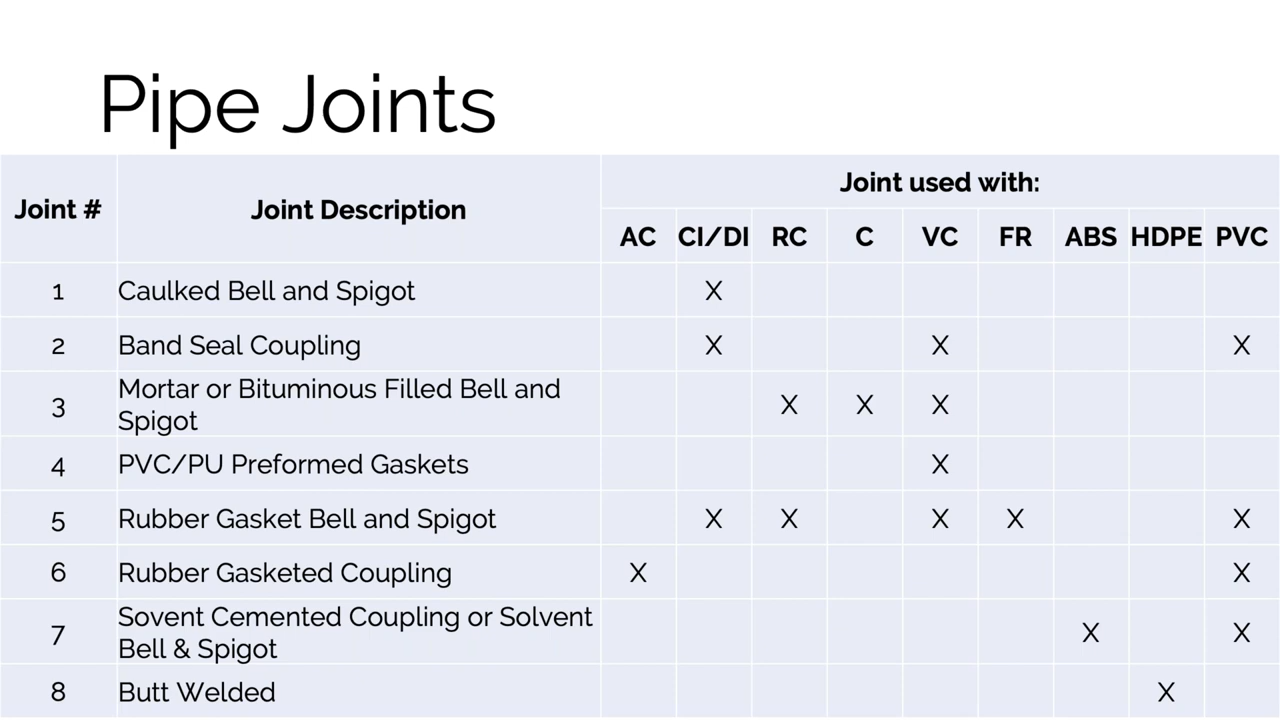 Pipe Joints
Joint # Joint Description Joint used with:
AC CI/DI RC C VC FR ABS HDPE PVC
1 Caulked Bell and Spigot X
2 Band Seal Coupling X X X
3 Mortar or Bituminous Filled Bell and
Spigot X X X
4 PVC/PU Preformed Gaskets X
5 Rubber Gasket Bell and Spigot X X X X X
6 Rubber Gasketed Coupling X X
7 Sovent Cemented Coupling or Solvent
Bell & Spigot X X
8 Butt Welded X